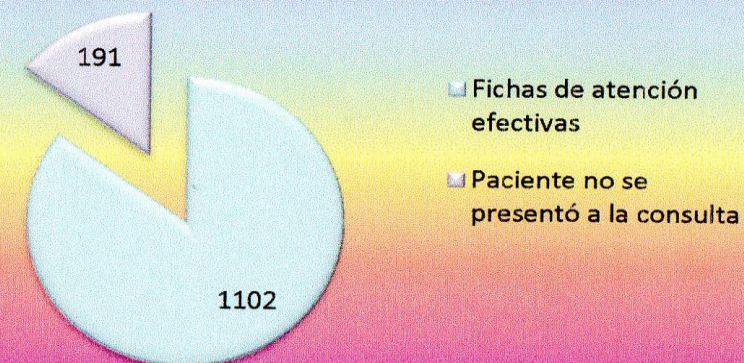 191
1102
Fichas de atención
efectivas
Paciente no se
presentó a la consulta